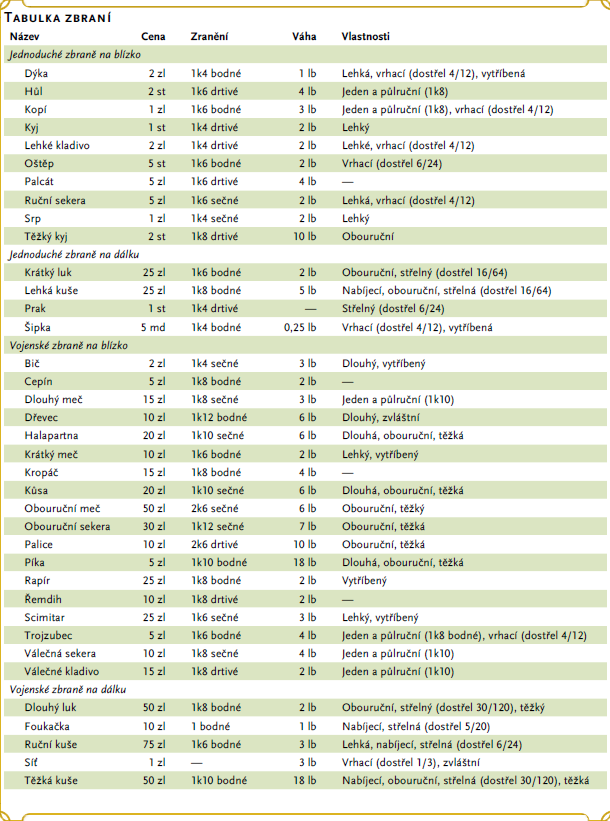 TABULKA ZBRANÍ
Název Cena Zranění Váha Vlastnosti
Jednoduché zbraně na blízko
Dýka 2 zl 1k4 bodné 1 lb Lehká, vrhací (dostřel 4/12), vytříbená
Hůl 2 st 1k6 drtivé 4 lb Jeden a půlruční (1k8)
Kopí 1 zl 1k6 bodné 3 lb Jeden a půlruční (1k8), vrhací (dostřel 4/12)
Kyj 1 st 1k4 drtivé 2 lb Lehký
Lehké kladivo 2 zl 1k4 drtivé 2 lb Lehké, vrhací (dostřel 4/12)
Oštěp 5 st 1k6 bodné 2 lb Vrhací (dostřel 6/24)
Palcát 5 zl 1k6 drtivé 4 lb —
Ruční sekera 5 zl 1k6 sečné 2 lb Lehká, vrhací (dostřel 4/12)
Srp 1 zl 1k4 sečné 2 lb Lehký
Těžký kyj 2 st 1k8 drtivé 10 lb Obouruční
Jednoduché zbraně na dálku
Krátký luk 25 zl 1k6 bodné 2 lb Obouruční, střelný (dostřel 16/64)
Lehká kuše 25 zl 1k8 bodné 5 lb Nabíjecí, obouruční, střelná (dostřel 16/64)
Prak 1 st 1k4 drtivé — Střelný (dostřel 6/24)
Šipka 5 md 1k4 bodné 0,25 lb Vrhací (dostřel 4/12), vytříbená
Vojenské zbraně na blízko
Bič 2 zl 1k4 sečné 3 lb Dlouhý, vytříbený
Cepín 5 zl 1k8 bodné 2 lb —
Dlouhý meč 15 zl 1k8 sečné 3 lb Jeden a půlruční (1k10)
Dřevec 10 zl 1k12 bodné 6 lb Dlouhý, zvláštní
Halapartna 20 zl 1k10 sečné 6 lb Dlouhá, obouruční, těžká
Krátký meč 10 zl 1k6 bodné 2 lb Lehký, vytříbený
Kropáč 15 zl 1k8 bodné 4 lb —
Kůsa 20 zl 1k10 sečné 6 lb Dlouhá, obouruční, těžká
Obouruční meč 50 zl 2k6 sečné 6 lb Obouruční, těžký
Obouruční sekera 30 zl 1k12 sečné 7 lb Obouruční, těžká
Palice 10 zl 2k6 drtivé 10 lb Obouruční, těžká
Píka 5 zl 1k10 bodné 18 lb Dlouhá, obouruční, těžká
Rapír 25 zl 1k8 bodné 2 lb Vytříbený
Řemdih 10 zl 1k8 drtivé 2 lb —
Scimitar 25 zl 1k6 sečné 3 lb Lehký, vytříbený
Trojzubec 5 zl 1k6 bodné 4 lb Jeden a půlruční (1k8 bodné), vrhací (dostřel 4/12)
Válečná sekera 10 zl 1k8 sečné 4 lb Jeden a půlruční (1k10)
Válečné kladivo 15 zl 1k8 drtivé 2 lb Jeden a půlruční (1k10)
Vojenské zbraně na dálku
Dlouhý luk 50 zl 1k8 bodné 2 lb Obouruční, střelný (dostřel 30/120), těžký
Foukačka 10 zl 1 bodné 1 lb Nabíjecí, střelná (dostřel 5/20)
Ruční kuše 75 zl 1k6 bodné 3 lb Lehká, nabíjecí, střelná (dostřel 6/24)
Síť 1 zl — 3 lb Vrhací (dostřel 1/3), zvláštní
Těžká kuše 50 zl 1k10 bodné 18 lb Nabíjecí, obouruční, střelná (dostřel 30/120), těžká